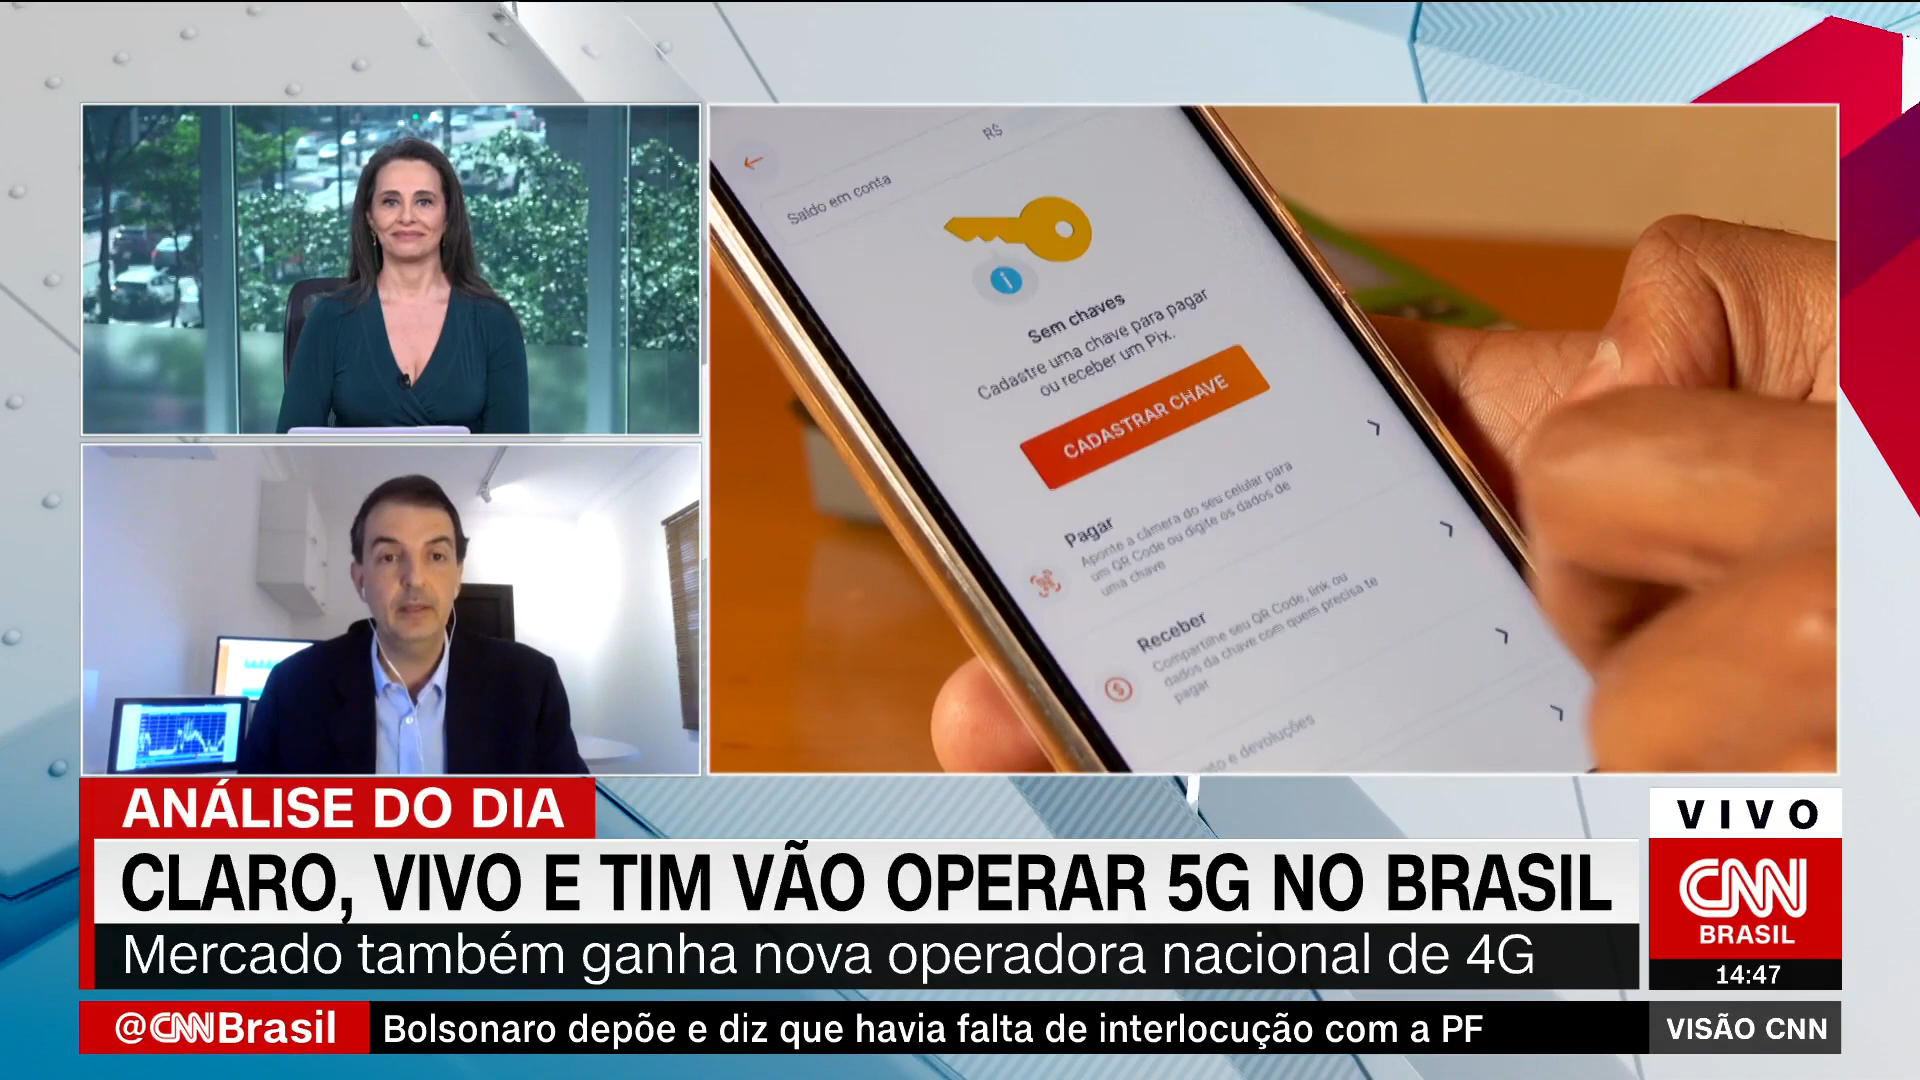 R$
Saldo em conta
Sem chaves
Cadastre uma chave para pagar
ou receber um Pix.
CADASTRAR CHAVE
Pagar
Aponte a câmera do seu celular para
um QR Code ou digite os dados de
uma chave
Receber
Compartilhe seu QR Code, link ou
dados da chave com quem precisa te
pagar
e devoluções
ANÁLISE DO DIA
CLARO, VIVO E TIM VÃO OPERAR 5G NO BRASIL
Mercado também ganha nova operadora nacional de 4G
VIVO
CNN
BRASIL
14:47
@CNNBrasil
Bolsonaro depõe e diz que havia falta de interlocução com a PF
VISÃO CNN